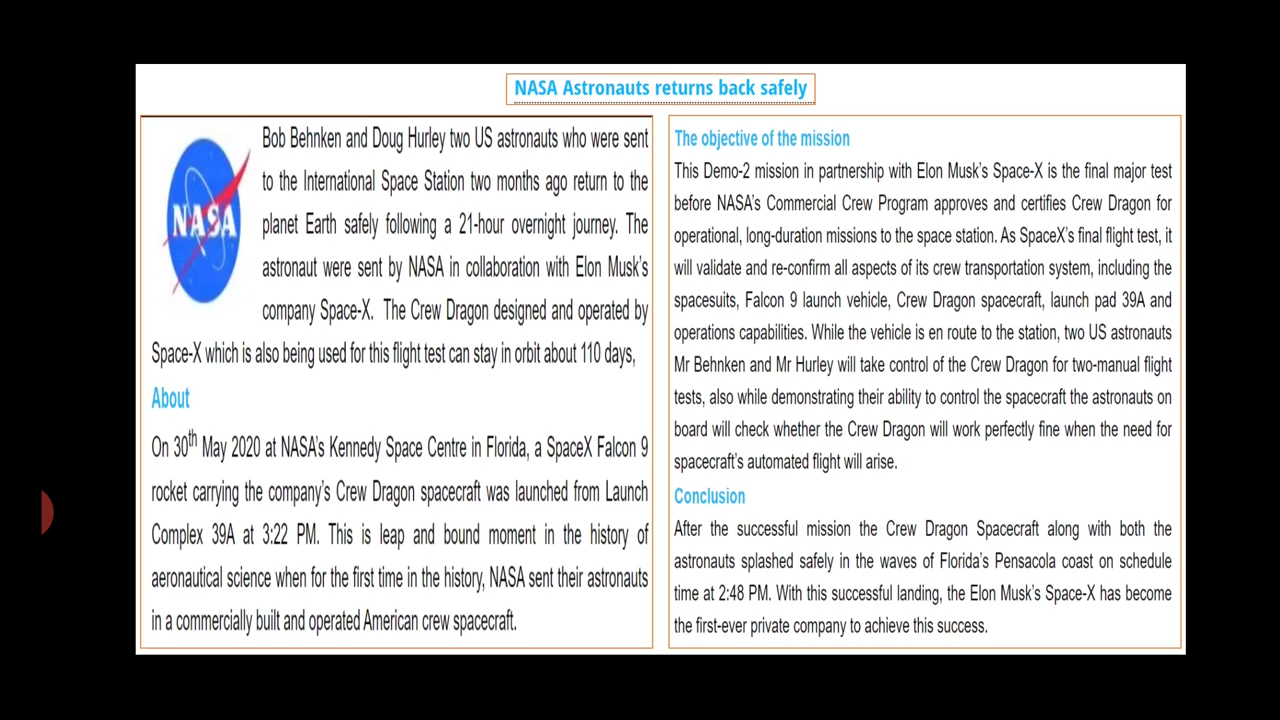 NASA Astronauts returns back safely
NASA
Bob Behnken and Doug Hurley two US astronauts who were sent
to the International Space Station two months ago return to the
planet Earth safely following a 21-hour overnight journey. The
astronaut were sent by NASA in collaboration with Elon Musk's
company Space-X. The Crew Dragon designed and operated by
Space-X which is also being used for this flight test can stay in orbit about 110 days,
About
On 30th May 2020 at NASA's Kennedy Space Centre in Florida, a SpaceX Falcon 9
rocket carrying the company's Crew Dragon spacecraft was launched from Launch
Complex 39A at 3:22 PM. This is leap and bound moment in the history of
aeronautical science when for the first time in the history, NASA sent their astronauts
in a commercially built and operated American crew spacecraft.
The objective of the mission
This Demo-2 mission in partnership with Elon Musk's Space-X is the final major test
before NASA's Commercial Crew Program approves and certifies Crew Dragon for
operational, long-duration missions to the space station. As SpaceX's final flight test, it
will validate and re-confirm all aspects of its crew transportation system, including the
spacesuits, Falcon 9 launch vehicle, Crew Dragon spacecraft, launch pad 39A and
operations capabilities. While the vehicle is en route to the station, two US astronauts
Mr Behnken and Mr Hurley will take control of the Crew Dragon for two-manual flight
tests, also while demonstrating their ability to control the spacecraft the astronauts on
board will check whether the Crew Dragon will work perfectly fine when the need for
spacecraft's automated flight will arise.
Conclusion
After the successful mission the Crew Dragon Spacecraft along with both the
astronauts splashed safely in the waves of Florida's Pensacola coast on schedule
time at 2:48 PM. With this successful landing, the Elon Musk's Space-X has become
the first-ever private company to achieve this success.